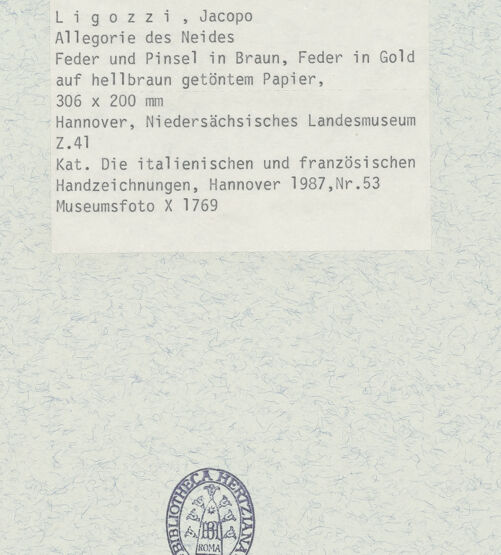 L i g o z z i , Jacopo
Allegorie des Neides
Feder und Pinsel in Braun, Feder in Gold
auf hellbraun getöntem Papier,
306 x 200 mm
Hannover, Niedersächsisches Landesmuseum
Z.41
Kat. Die italienischen und französischen
Handzeichnungen, Hannover 1987,Nr.53
Museumsfoto X 1769
BIBLIOTHECA HERTZIANA
ROMA